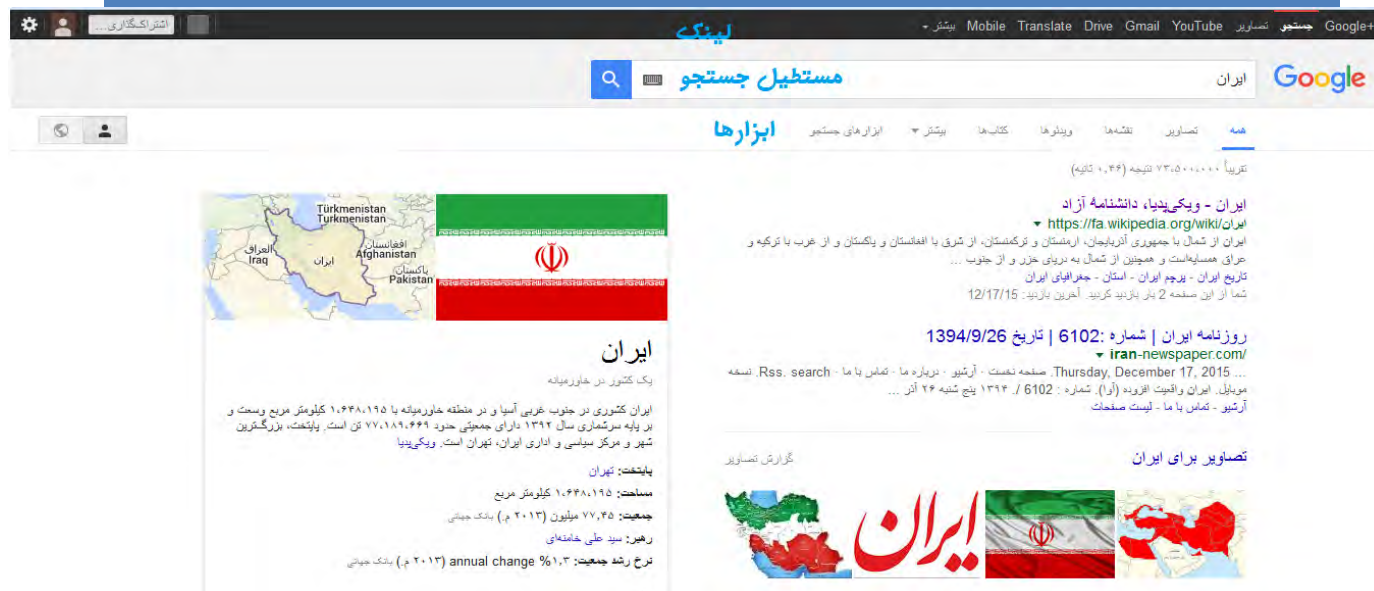 Google+ جستجو تصاویر YouTube Gmail Drive Translate Mobile بیشتر
لینک
اشتراک‌گذاری...
Google
ایران
مستطیل جستجو
همه تصاویر نقشه‌ها ویدئوها کتاب‌ها بیشتر ابزارهای جستجو
ابزارها
تقریباً ۷۳،۵۰۰،۰۰۰ نتیجه (۰٫۴۶ ثانیه)
ایران - ویکی‌پدیا، دانشنامهٔ آزاد
https://fa.wikipedia.org/wiki/ایران
ایران از شمال با جمهوری آذربایجان، ارمنستان و ترکمنستان، از شرق با افغانستان و پاکستان و از غرب با ترکیه و
عراق همسایه‌است و همچنین از شمال به دریای خزر و از جنوب ...
تاریخ ایران - پرچم ایران - استان - جغرافیای ایران
شما از این صفحه 2 بار بازدید کردید. آخرین بازدید: 12/17/15
روزنامه ایران | شماره :6102 | تاریخ 1394/9/26
iran-newspaper.com/
... Thursday, December 17, 2015. صفحه نخست · آرشیو · درباره ما · تماس با ما · Rss. search. نسخه
موبایل. ایران واقعیت افزوده (آوا). شماره : 6102 /. ۱۳۹۴ پنج شنبه ۲۶ آذر ...
آرشیو - تماس با ما - لیست صفحات
تصاویر برای ایران
گزارش تصاویر
ایران
Türkmenistan
Turkmenistan
افغانستان
Afghanistan
العراق
Iraq
ایران
پاکستان
Pakistan
ایران
یک کشور در خاورمیانه
ایران کشوری در جنوب غربی آسیا و در منطقه خاورمیانه با ۱٬۶۴۸٬۱۹۵ کیلومتر مربع وسعت و
بر پایه سرشماری سال ۱۳۹۲ دارای جمعیتی حدود ۷۷٬۱۸۹٬۶۶۹ تن است. پایتخت، بزرگ‌ترین
شهر و مرکز سیاسی و اداری ایران، تهران است. ویکی‌پدیا
پایتخت: تهران
مساحت: ۱٬۶۴۸٬۱۹۵ کیلومتر مربع
جمعیت: ۷۷٫۴۵ میلیون (۲۰۱۳ م.) بانک جهانی
رهبر: سید علی خامنه‌ای
نرخ رشد جمعیت: ۱٫۳% annual change (۲۰۱۳ م.) بانک جهانی